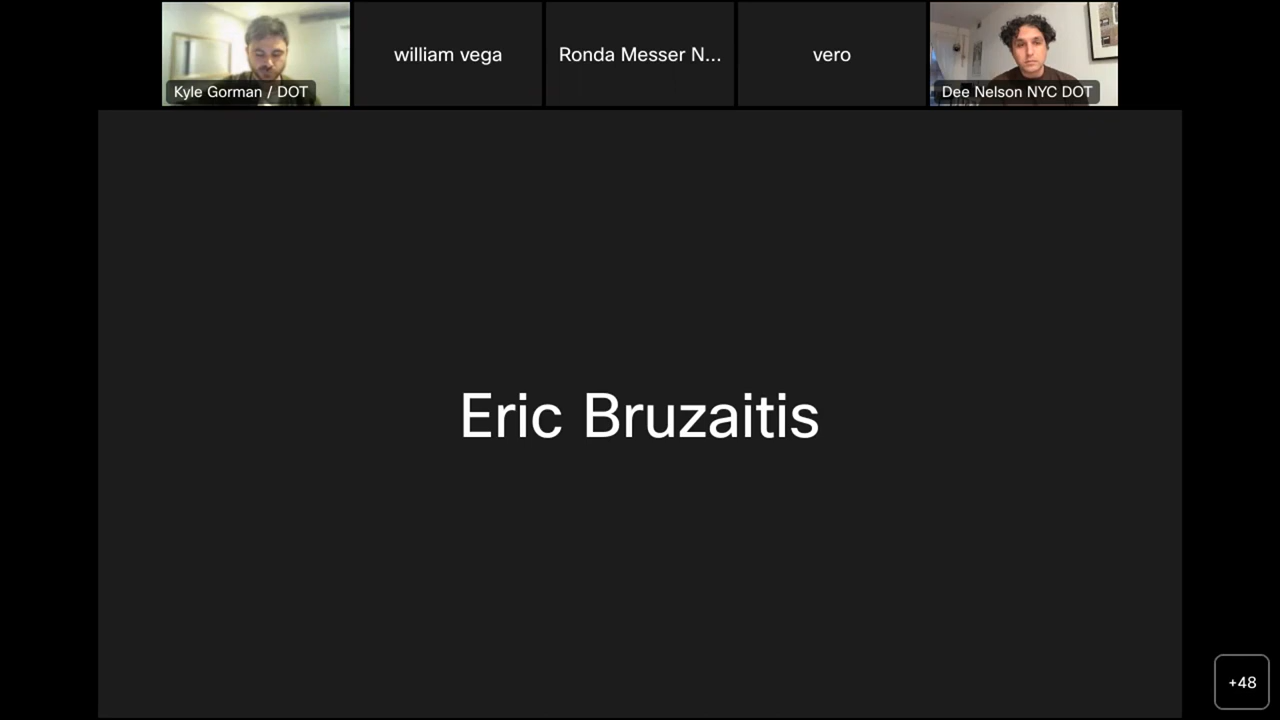 Kyle Gorman / DOT
william vega
Ronda Messer N...
vero
Dee Nelson NYC DOT
Eric Bruzaitis
+48